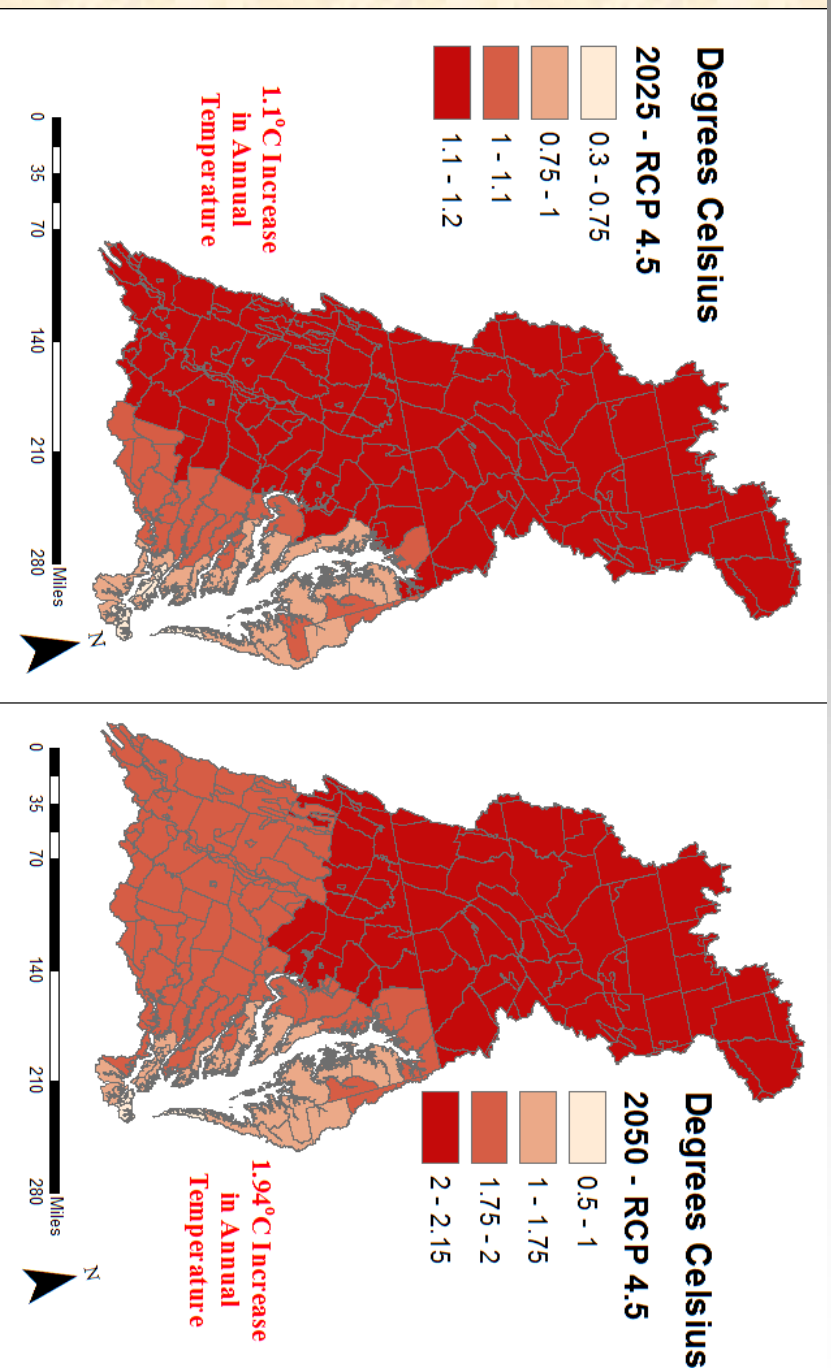 Degrees Celsius
2025 - RCP 4.5
0.3 - 0.75
0.75 - 1
1 - 1.1
1.1 - 1.2
1.1⁰C Increase
in Annual
Temperature
0 35 70 140 210 280
Miles
N
Degrees Celsius
2050 - RCP 4.5
0.5 - 1
1 - 1.75
1.75 - 2
2 - 2.15
1.94⁰C Increase
in Annual
Temperature
0 35 70 140 210 280
Miles
N